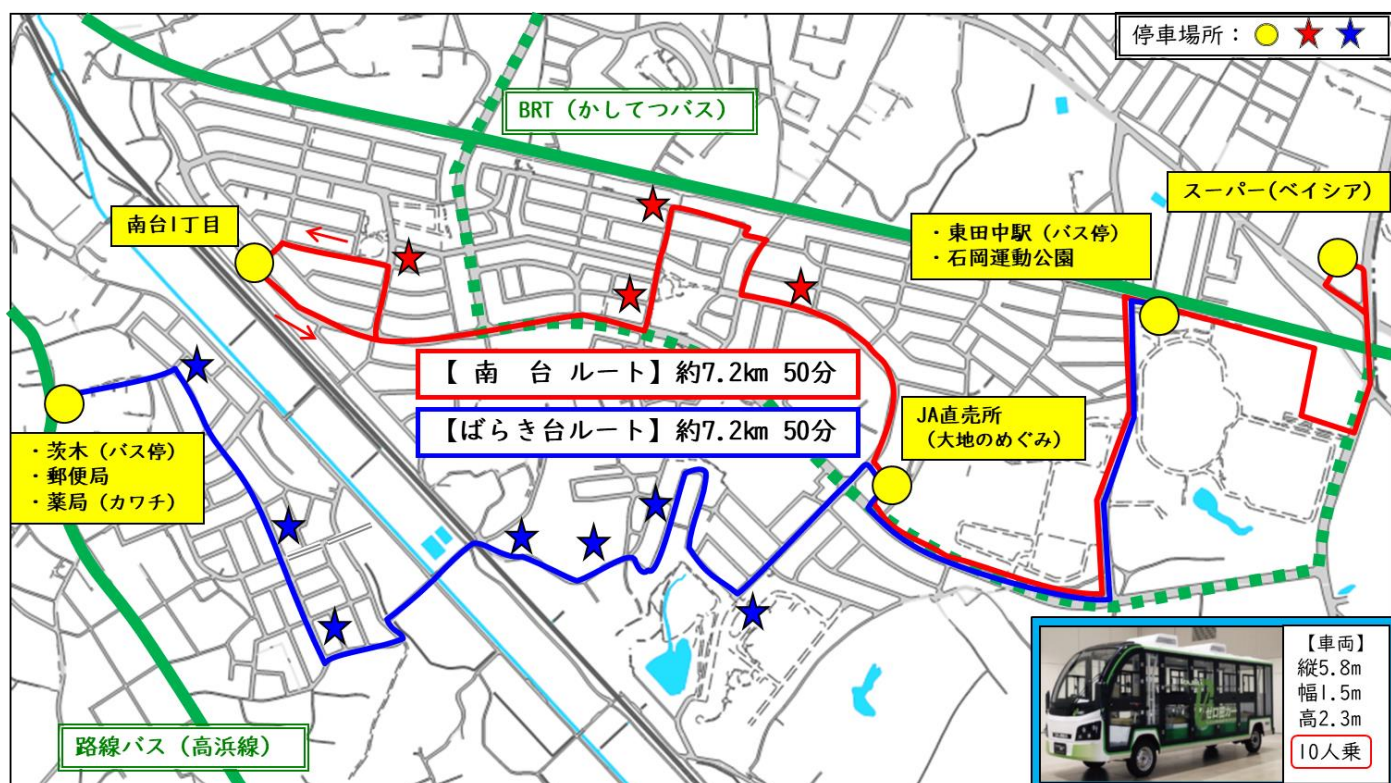 停車場所：
BRT（かしてつバス）
スーパー(ベイシア)
南台1丁目
・東田中駅（バス停）
・石岡運動公園
【 南　台 ルート】約7.2km 50分
【ばらき台ルート】約7.2km 50分
JA直売所
（大地のめぐみ）
・茨木（バス停）
・郵便局
・薬局（カワチ）
路線バス（高浜線）
【車両】
縦5.8m
幅1.5m
高2.3m
10人乗